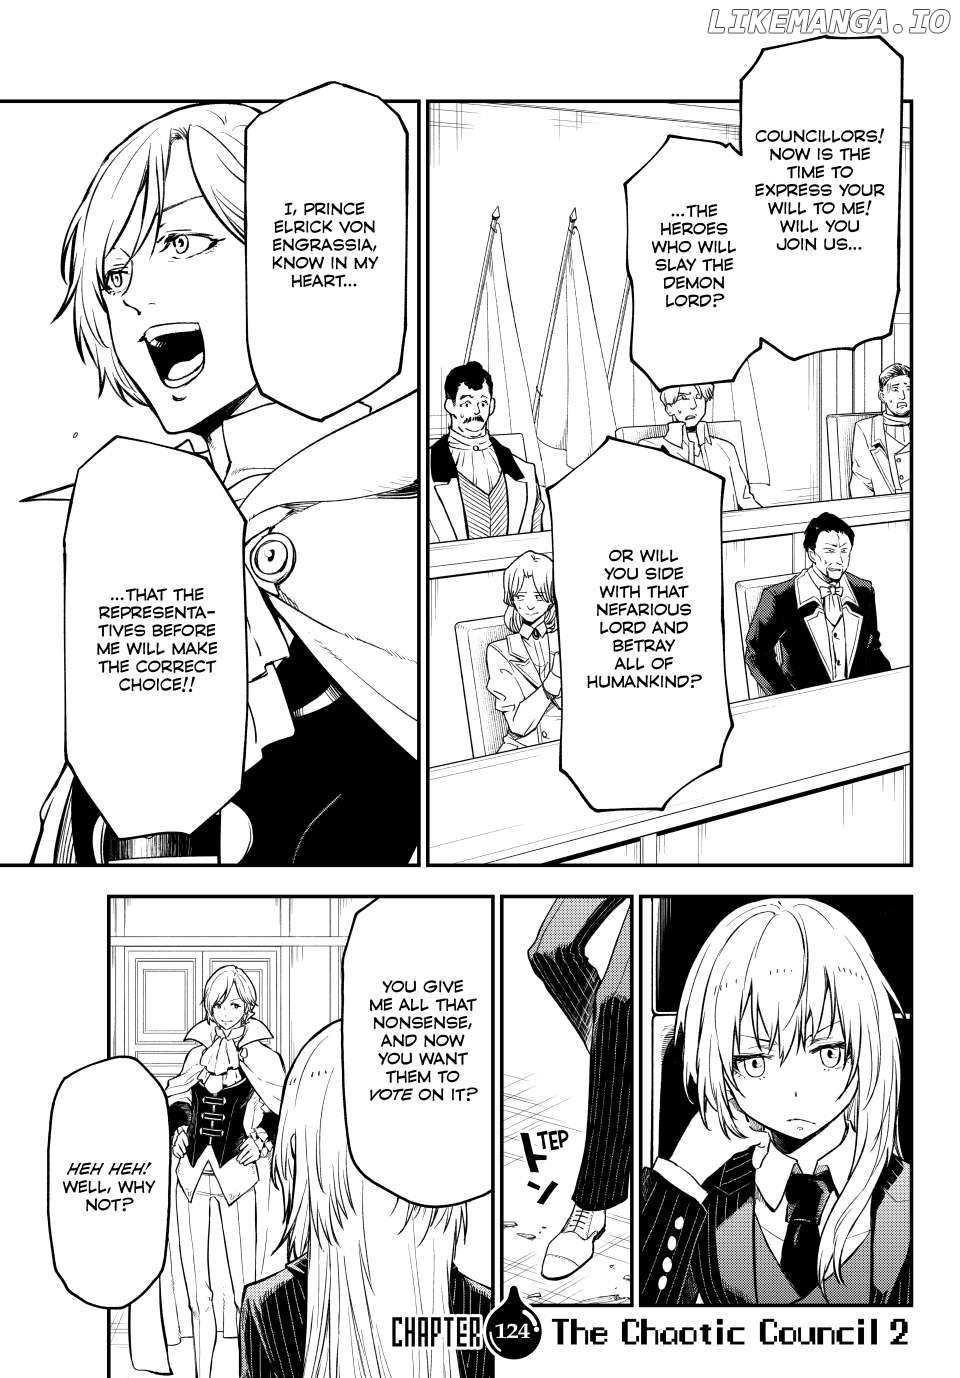 LIKEMANGA.IO
COUNCILLORS!
NOW IS THE
TIME TO
EXPRESS YOUR
WILL TO ME!
WILL YOU
JOIN US...
...THE
HEROES
WHO WILL
SLAY THE
DEMON
LORD?
OR WILL
YOU SIDE
WITH THAT
NEFARIOUS
LORD AND
BETRAY
ALL OF
HUMANKIND?
I, PRINCE
ELRICK VON
ENGRASSIA,
KNOW IN MY
HEART...
...THAT THE
REPRESENTA-
TIVES BEFORE
ME WILL MAKE
THE CORRECT
CHOICE!!
トン
TEP
YOU GIVE
ME ALL THAT
NONSENSE,
AND NOW
YOU WANT
THEM TO
VOTE ON IT?
HEH HEH!
WELL, WHY
NOT?
CHAPTER 124 The Chaotic Council 2